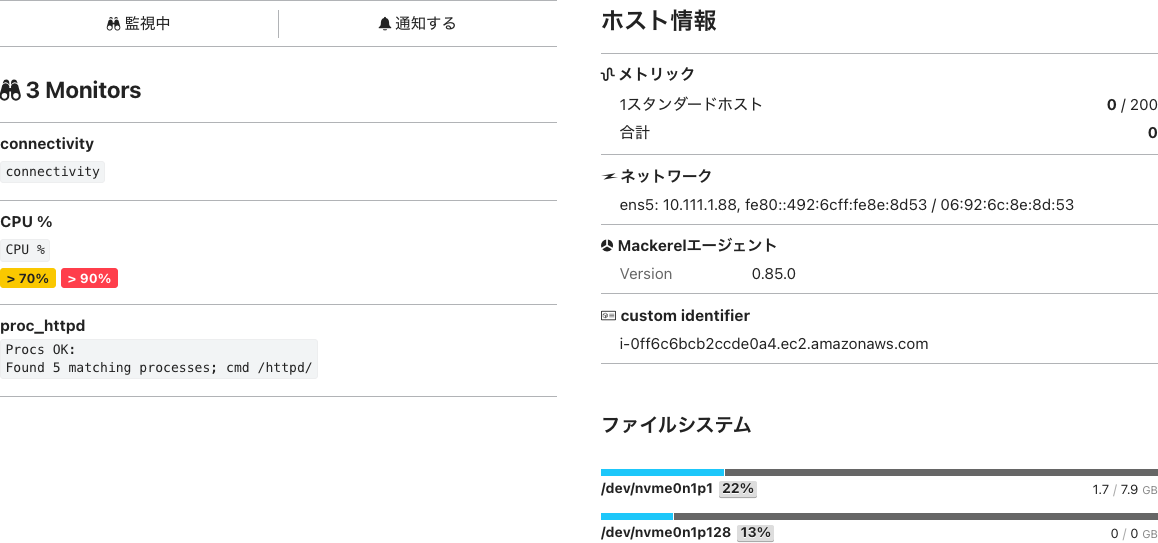 監視中
通知する
3 Monitors
connectivity
connectivity
CPU %
CPU %
> 70% > 90%
proc_httpd
Procs OK:
Found 5 matching processes; cmd /httpd/
ホスト情報
メトリック
1スタンダードホスト 0 / 200
合計 0
ネットワーク
ens5: 10.111.1.88, fe80::492:6cff:fe8e:8d53 / 06:92:6c:8e:8d:53
Mackerelエージェント
Version 0.85.0
custom identifier
i-0ff6c6bcb2ccde0a4.ec2.amazonaws.com
ファイルシステム
/dev/nvme0n1p1 22% 1.7 / 7.9 GB
/dev/nvme0n1p128 13% 0 / 0 GB